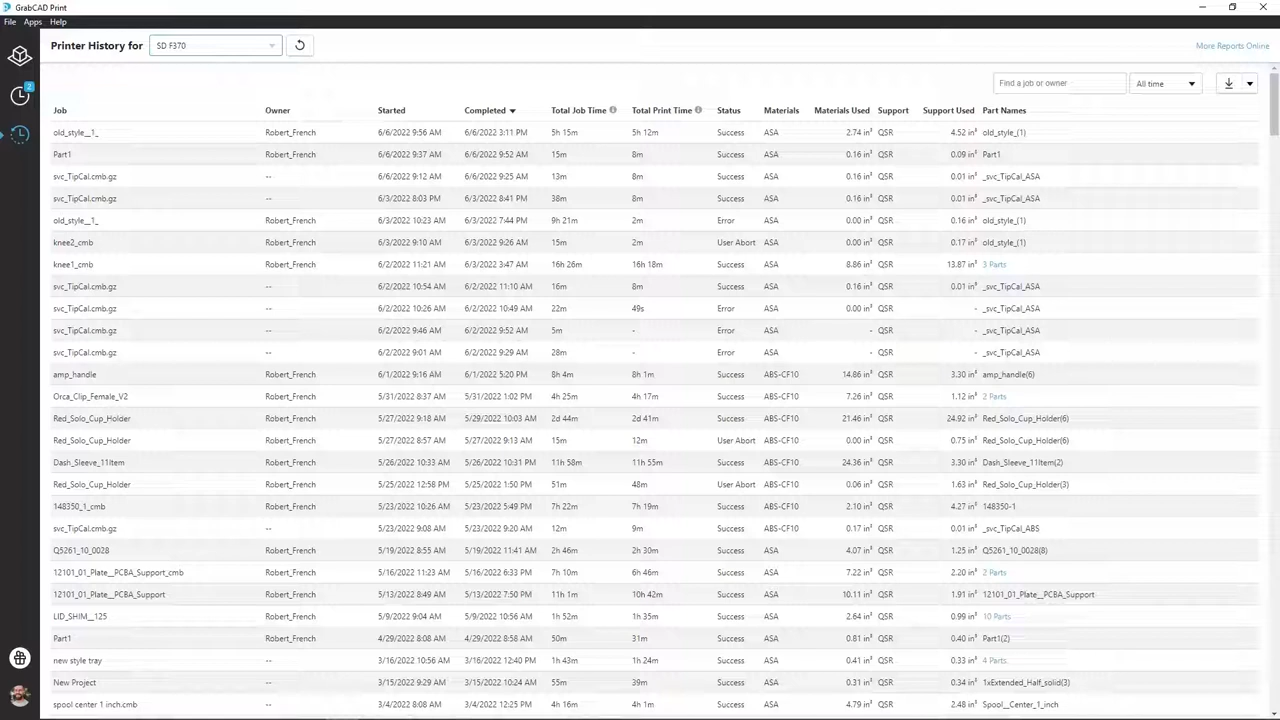 GrabCAD Print
File Apps Help
Printer History for SD F370 More Reports Online
2
Find a job or owner All time
Job Owner Started Completed Total Job Time Total Print Time Status Materials Materials Used Support Support Used Part Names
old_style__1_ Robert_French 6/6/2022 9:56 AM 6/6/2022 3:11 PM 5h 15m 5h 12m Success ASA 2.74 in³ QSR 4.52 in³ old_style_(1)
Part1 Robert_French 6/6/2022 9:37 AM 6/6/2022 9:52 AM 15m 8m Success ASA 0.16 in³ QSR 0.09 in³ Part1
svc_TipCal.cmb.gz -- 6/6/2022 9:12 AM 6/6/2022 9:25 AM 13m 8m Success ASA 0.16 in³ QSR 0.01 in³ _svc_TipCal_ASA
svc_TipCal.cmb.gz -- 6/3/2022 8:03 PM 6/3/2022 8:41 PM 38m 8m Success ASA 0.16 in³ QSR 0.01 in³ _svc_TipCal_ASA
old_style__1_ Robert_French 6/3/2022 10:23 AM 6/3/2022 7:44 PM 9h 21m 2m Error ASA 0.00 in³ QSR 0.16 in³ old_style_(1)
knee2_cmb Robert_French 6/3/2022 9:10 AM 6/3/2022 9:26 AM 15m 2m User Abort ASA 0.00 in³ QSR 0.17 in³ old_style_(1)
knee1_cmb Robert_French 6/2/2022 11:21 AM 6/3/2022 3:47 AM 16h 26m 16h 18m Success ASA 8.86 in³ QSR 13.87 in³ 3 Parts
svc_TipCal.cmb.gz -- 6/2/2022 10:54 AM 6/2/2022 11:10 AM 16m 8m Success ASA 0.16 in³ QSR 0.01 in³ _svc_TipCal_ASA
svc_TipCal.cmb.gz -- 6/2/2022 10:26 AM 6/2/2022 10:49 AM 22m 49s Error ASA 0.00 in³ QSR - _svc_TipCal_ASA
svc_TipCal.cmb.gz -- 6/2/2022 9:46 AM 6/2/2022 9:52 AM 5m - Error ASA - QSR - _svc_TipCal_ASA
svc_TipCal.cmb.gz -- 6/2/2022 9:01 AM 6/2/2022 9:29 AM 28m - Error ASA - QSR - _svc_TipCal_ASA
amp_handle Robert_French 6/1/2022 9:16 AM 6/1/2022 5:20 PM 8h 4m 8h 1m Success ABS-CF10 14.86 in³ QSR 3.30 in³ amp_handle(6)
Orca_Clip_Female_V2 Robert_French 5/31/2022 8:37 AM 5/31/2022 1:02 PM 4h 25m 4h 17m Success ABS-CF10 7.26 in³ QSR 1.12 in³ 2 Parts
Red_Solo_Cup_Holder Robert_French 5/27/2022 9:18 AM 5/29/2022 10:03 AM 2d 44m 2d 41m Success ABS-CF10 21.46 in³ QSR 24.92 in³ Red_Solo_Cup_Holder(6)
Red_Solo_Cup_Holder Robert_French 5/27/2022 8:57 AM 5/27/2022 9:13 AM 15m 12m User Abort ABS-CF10 0.00 in³ QSR 0.75 in³ Red_Solo_Cup_Holder(6)
Dash_Sleeve_11Item Robert_French 5/26/2022 10:33 AM 5/26/2022 10:31 PM 11h 58m 11h 55m Success ABS-CF10 24.36 in³ QSR 3.30 in³ Dash_Sleeve_11Item(2)
Red_Solo_Cup_Holder Robert_French 5/25/2022 12:58 PM 5/25/2022 1:50 PM 51m 48m User Abort ABS-CF10 0.06 in³ QSR 1.63 in³ Red_Solo_Cup_Holder(3)
148350_1_cmb Robert_French 5/23/2022 10:26 AM 5/23/2022 5:49 PM 7h 22m 7h 19m Success ABS-CF10 2.10 in³ QSR 4.27 in³ 148350-1
svc_TipCal.cmb.gz -- 5/23/2022 9:08 AM 5/23/2022 9:20 AM 12m 9m Success ABS-CF10 0.17 in³ QSR 0.01 in³ _svc_TipCal_ABS
Q5261_10_0028 Robert_French 5/19/2022 8:55 AM 5/19/2022 11:41 AM 2h 46m 2h 30m Success ASA 4.07 in³ QSR 1.25 in³ Q5261_10_0028(8)
12101_01_Plate__PCBA_Support_cmb Robert_French 5/16/2022 11:23 AM 5/16/2022 6:33 PM 7h 10m 6h 46m Success ASA 7.22 in³ QSR 2.20 in³ 2 Parts
12101_01_Plate__PCBA_Support Robert_French 5/13/2022 8:49 AM 5/13/2022 7:50 PM 11h 1m 10h 42m Success ASA 10.11 in³ QSR 1.91 in³ 12101_01_Plate__PCBA_Support
LID_SHIM__125 Robert_French 5/9/2022 9:04 AM 5/9/2022 10:56 AM 1h 52m 1h 35m Success ASA 2.64 in³ QSR 0.99 in³ 10 Parts
Part1 Robert_French 4/29/2022 8:08 AM 4/29/2022 8:58 AM 50m 31m Success ASA 0.81 in³ QSR 0.40 in³ Part1(2)
new style tray -- 3/16/2022 10:56 AM 3/16/2022 12:40 PM 1h 43m 1h 24m Success ASA 0.41 in³ QSR 0.33 in³ 4 Parts
New Project -- 3/15/2022 9:29 AM 3/15/2022 10:24 AM 55m 39m Success ASA 0.31 in³ QSR 0.34 in³ 1xExtended_Half_solid(3)
spool center 1 inch.cmb -- 3/4/2022 8:08 AM 3/4/2022 12:25 PM 4h 16m 4h 1m Success ASA 4.79 in³ QSR 2.48 in³ Spool__Center_1_inch